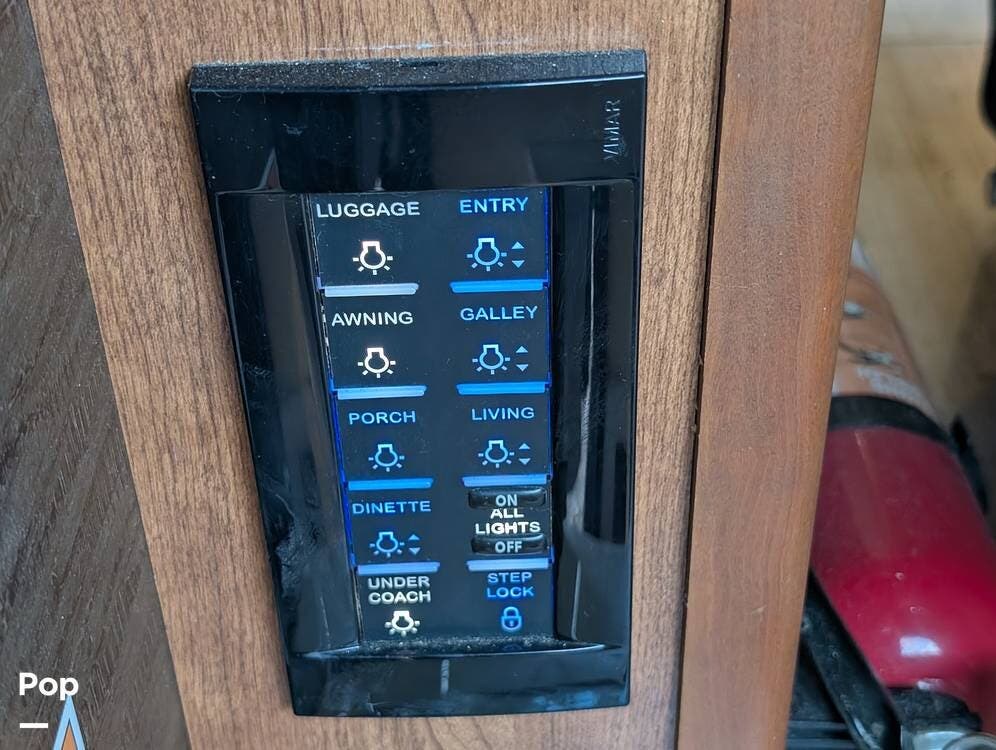 VIMAR
LUGGAGE
ENTRY
AWNING
GALLEY
PORCH
LIVING
DINETTE
ON
ALL
LIGHTS
OFF
UNDER
COACH
STEP
LOCK
Pop